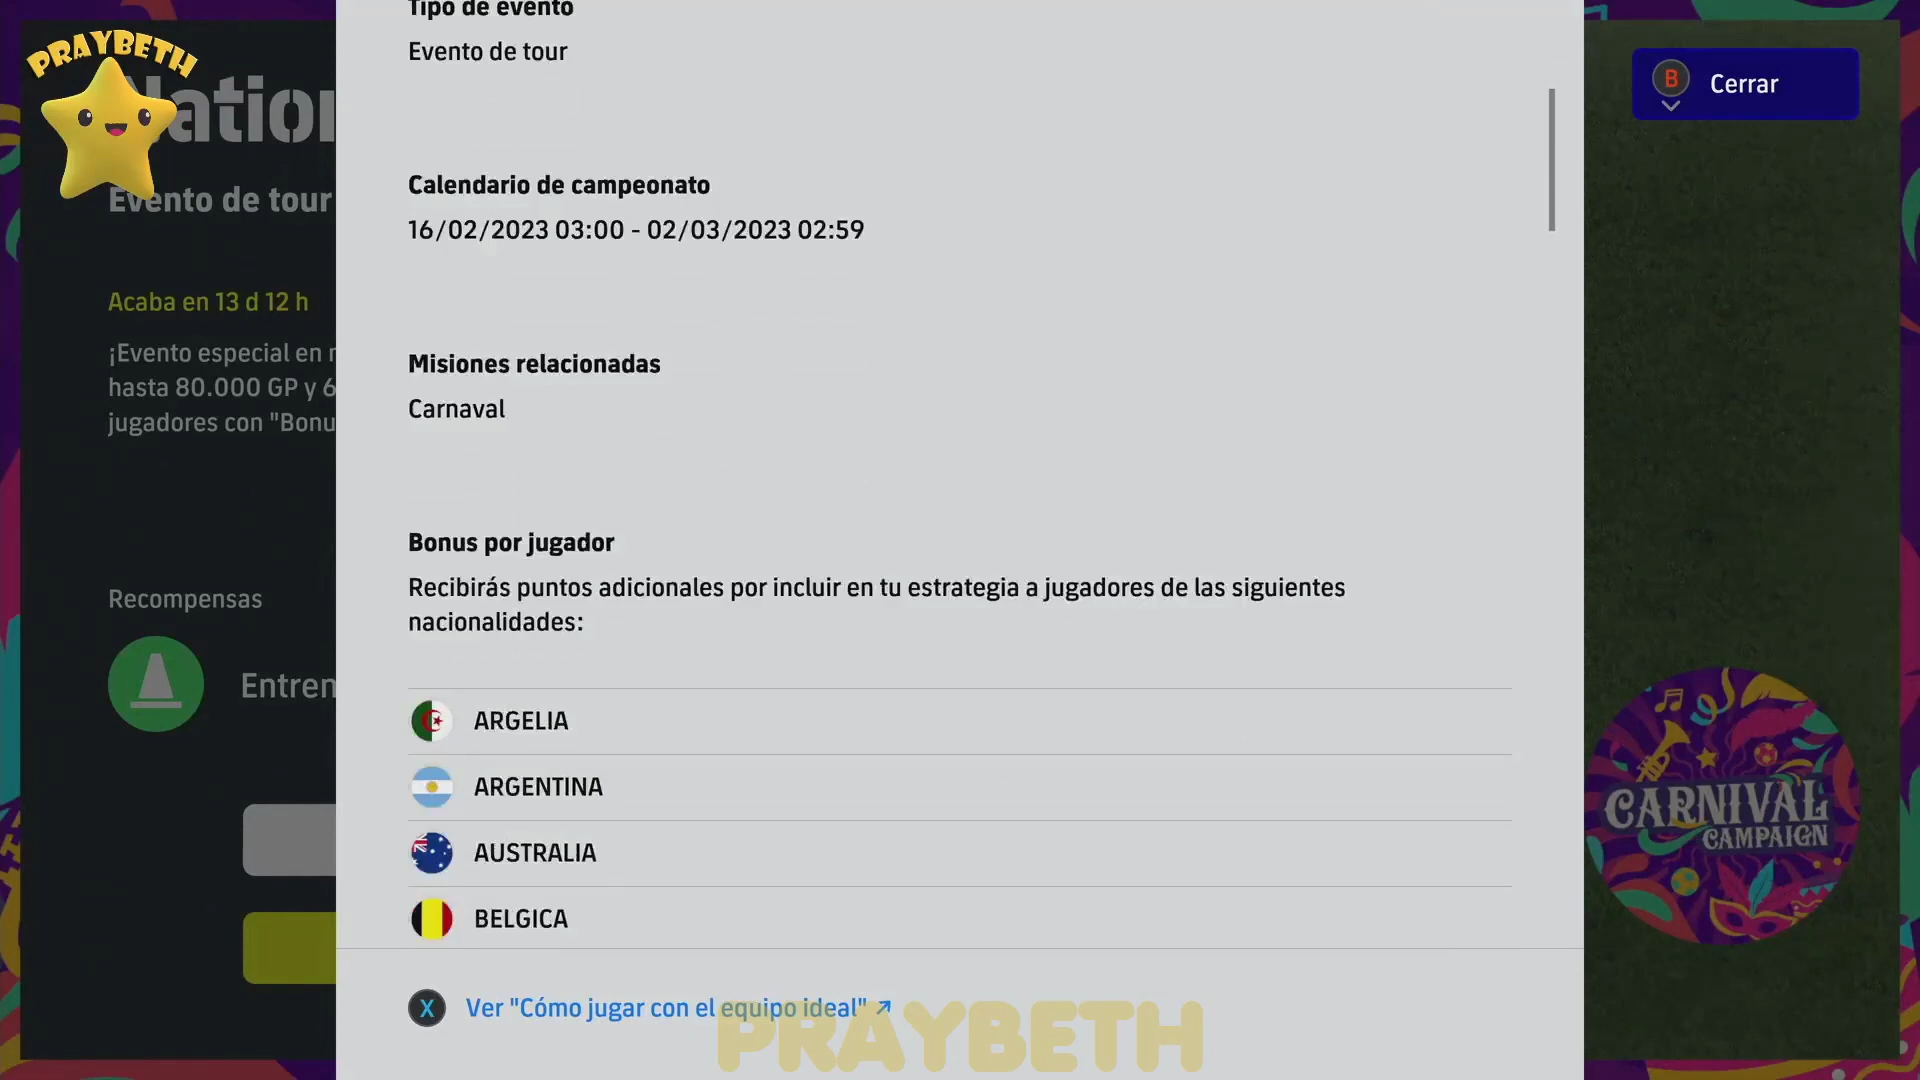 PRAYBETH
Nation
Evento de tour
Acaba en 13 d 12 h
¡Evento especial en
hasta 80.000 GP y 6
jugadores con "Bonu
Recompensas
Entren
Tipo de evento
Evento de tour
Calendario de campeonato
16/02/2023 03:00 - 02/03/2023 02:59
Misiones relacionadas
Carnaval
Bonus por jugador
Recibirás puntos adicionales por incluir en tu estrategia a jugadores de las siguientes
nacionalidades:
ARGELIA
ARGENTINA
AUSTRALIA
BELGICA
X Ver "Cómo jugar con el equipo ideal"
PRAYBETH
B Cerrar
CARNIVAL
CAMPAIGN